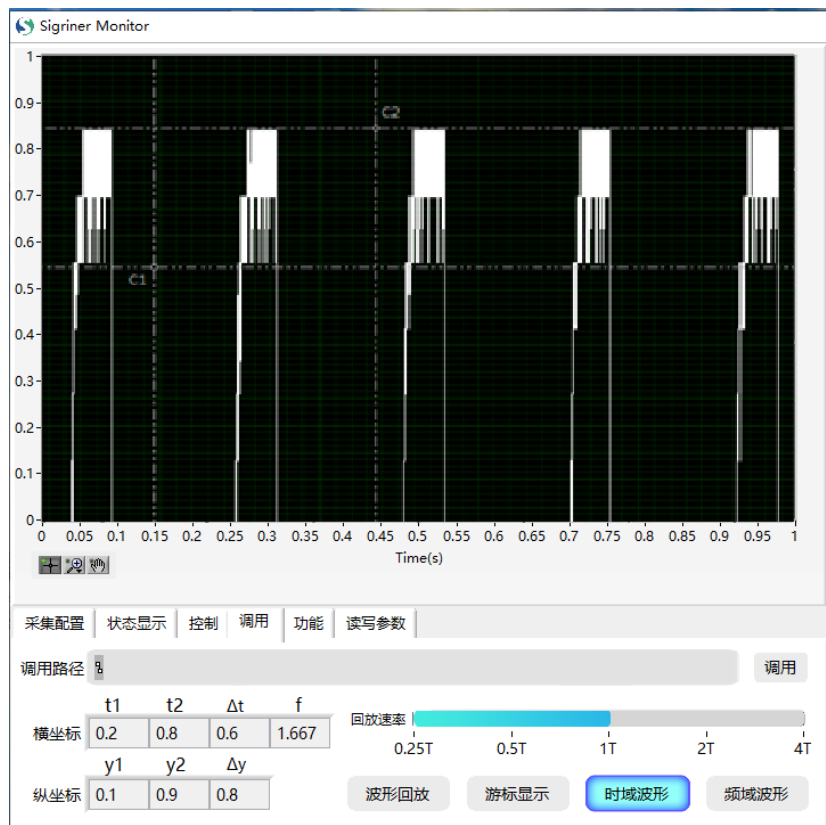 Sigriner Monitor
1
0.9
0.8
0.7
0.6
0.5
0.4
0.3
0.2
0.1
0
C2
C1
0 0.05 0.1 0.15 0.2 0.25 0.3 0.35 0.4 0.45 0.5 0.55 0.6 0.65 0.7 0.75 0.8 0.85 0.9 0.95 1
Time(s)
采集配置 状态显示 控制 调用 功能 读写参数
调用路径 调用
t1 t2 Δt f
横坐标 0.2 0.8 0.6 1.667
y1 y2 Δy
纵坐标 0.1 0.9 0.8
回放速率
0.25T 0.5T 1T 2T 4T
波形回放 游标显示 时域波形 频域波形